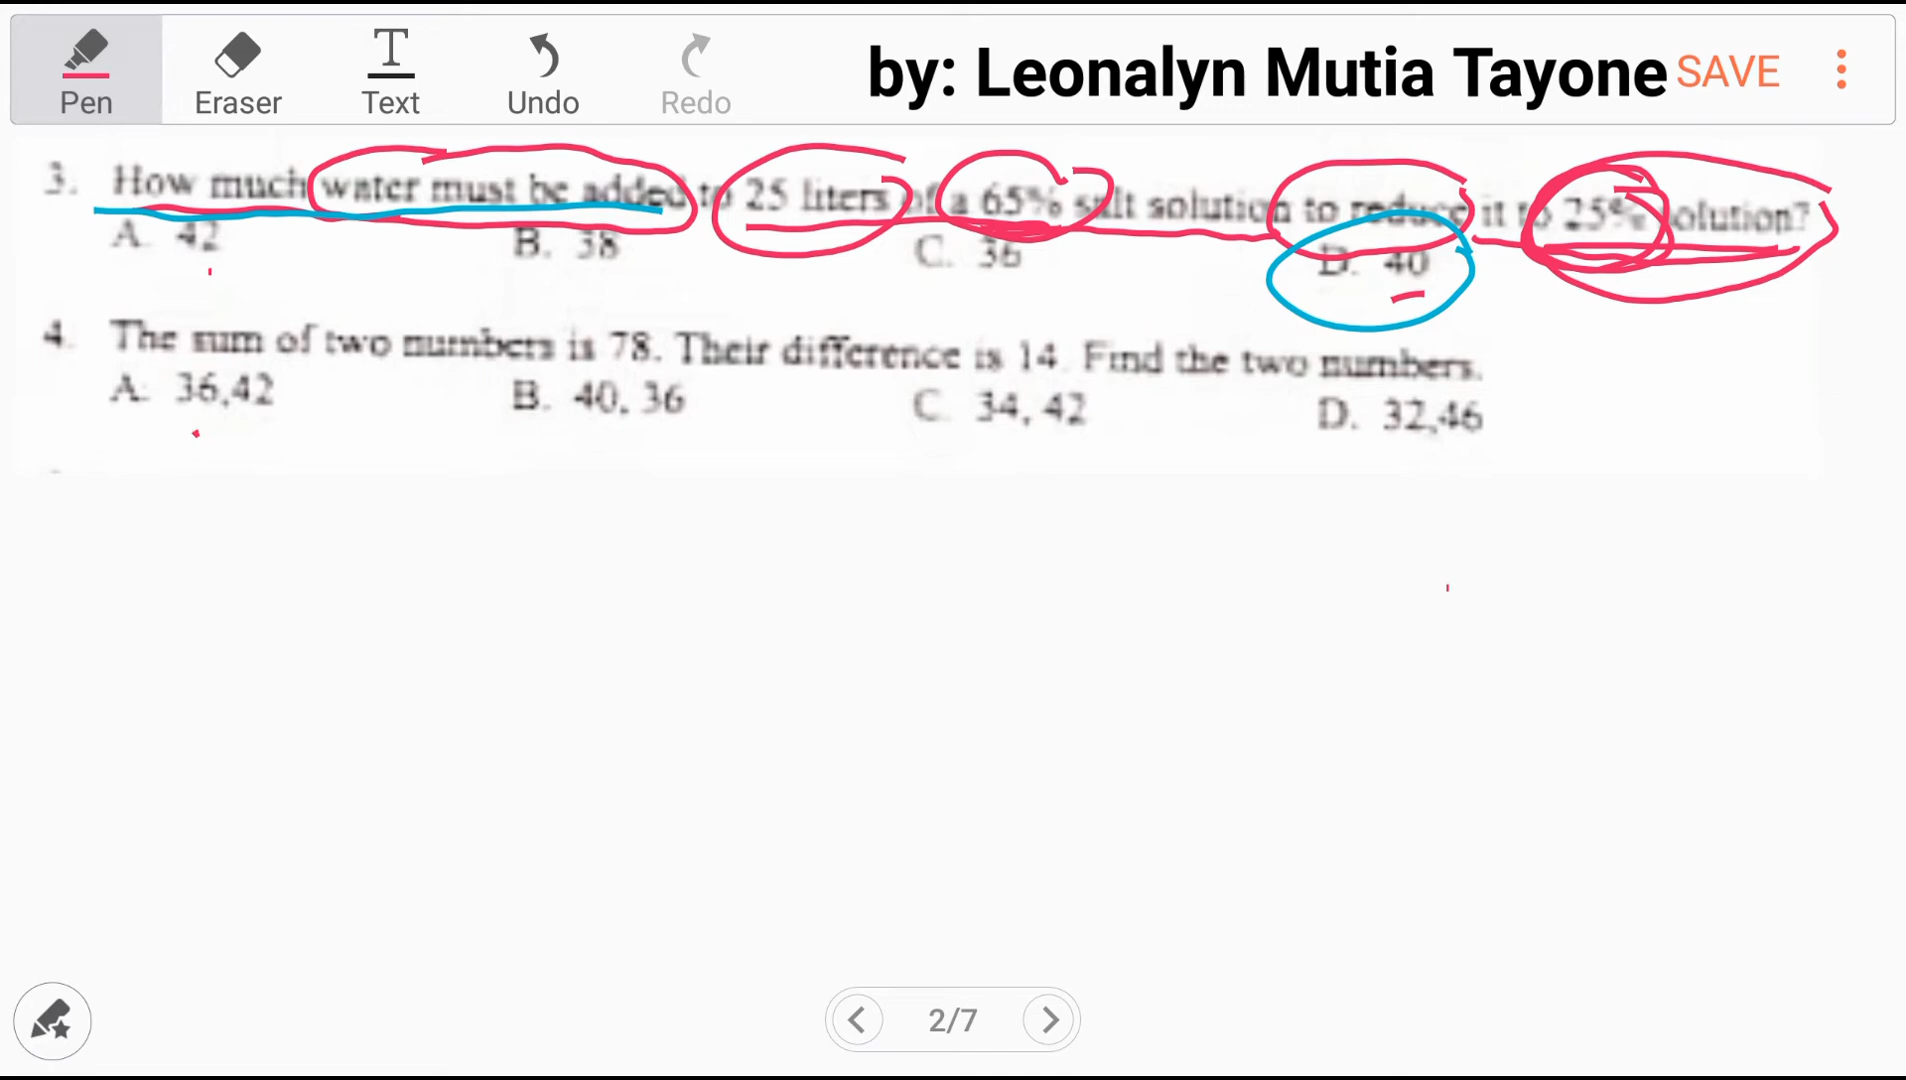 Pen Eraser Text Undo Redo by: Leonalyn Mutia Tayone SAVE
3. How much water must be added to 25 liters of a 65% salt solution to reduce it to 25% solution?
A. 42 B. 38 C. 36 D. 40
4. The sum of two numbers is 78. Their difference is 14. Find the two numbers.
A. 36,42 B. 40, 36 C. 34, 42 D. 32,46
2/7